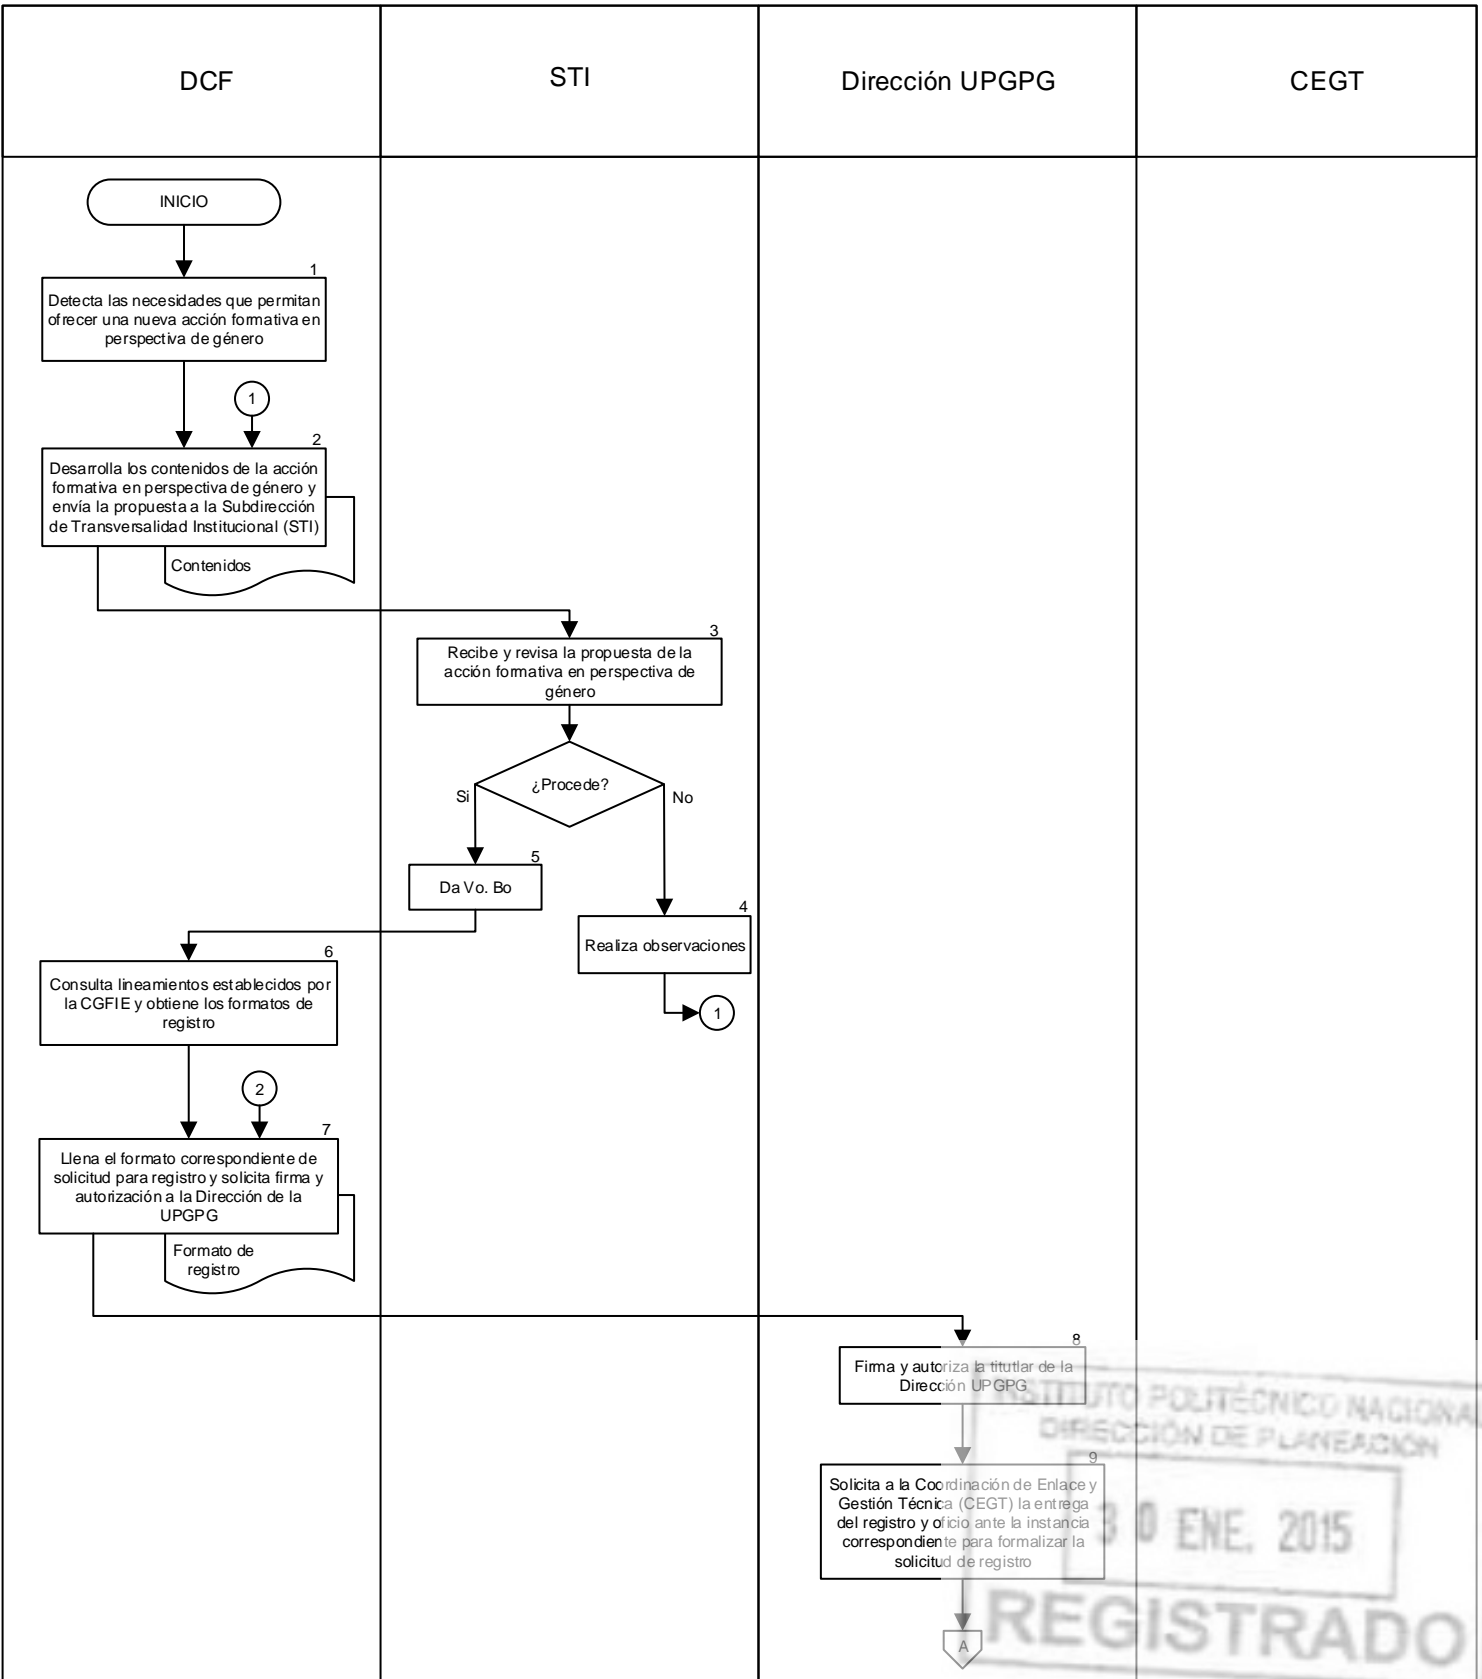 DCF
STI
Dirección UPGPG
CEGT
INICIO
1
Detecta las necesidades que permitan
ofrecer una nueva acción formativa en
perspectiva de género
1
2
Desarrolla los contenidos de la acción
formativa en perspectiva de género y
envía la propuesta a la Subdirección
de Transversalidad Institucional (STI)
Contenidos
3
Recibe y revisa la propuesta de la
acción formativa en perspectiva de
género
¿Procede?
Si
No
5
Da Vo. Bo
4
Realiza observaciones
1
6
Consulta lineamientos establecidos por
la CGFIE y obtiene los formatos de
registro
2
7
Llena el formato correspondiente de
solicitud para registro y solicita firma y
autorización a la Dirección de la
UPGPG
Formato de
registro
8
Firma y autoriza la titutlar de la
Dirección UPGPG
9
Solicita a la Coordinación de Enlace y
Gestión Técnica (CEGT) la entrega
del registro y oficio ante la instancia
correspondiente para formalizar la
solicitud de registro
A
INSTITUTO POLITÉCNICO NACIONAL
DIRECCIÓN DE PLANEACIÓN
30 ENE. 2015
REGISTRADO